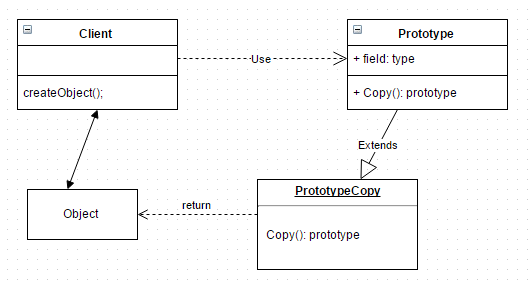 Client
Prototype
+ field: type
Use
createObject();
+ Copy(): prototype
Extends
PrototypeCopy
return
Object
Copy(): prototype